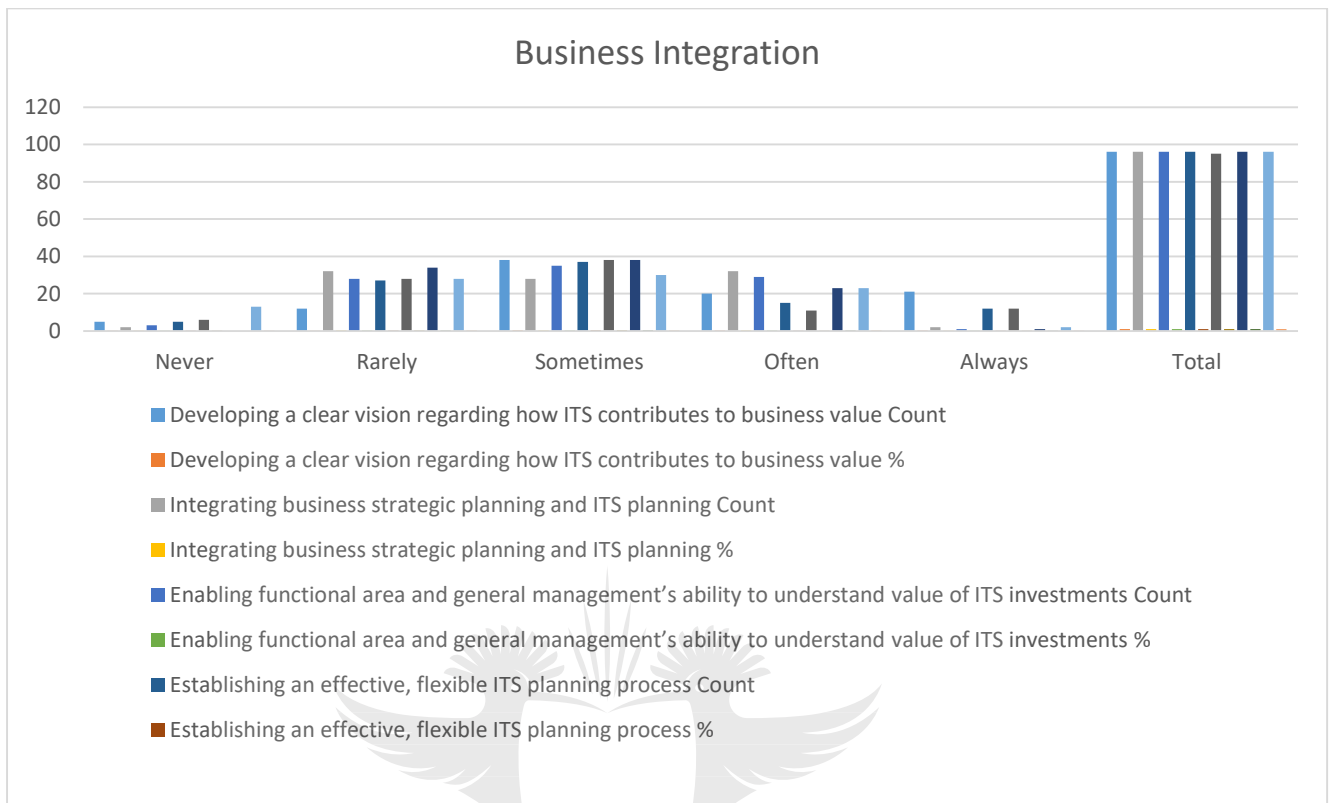 Business Integration
120
100
80
60
40
20
0
Never Rarely Sometimes Often Always Total
Developing a clear vision regarding how ITS contributes to business value Count
Developing a clear vision regarding how ITS contributes to business value %
Integrating business strategic planning and ITS planning Count
Integrating business strategic planning and ITS planning %
Enabling functional area and general management’s ability to understand value of ITS investments Count
Enabling functional area and general management’s ability to understand value of ITS investments %
Establishing an effective, flexible ITS planning process Count
Establishing an effective, flexible ITS planning process %